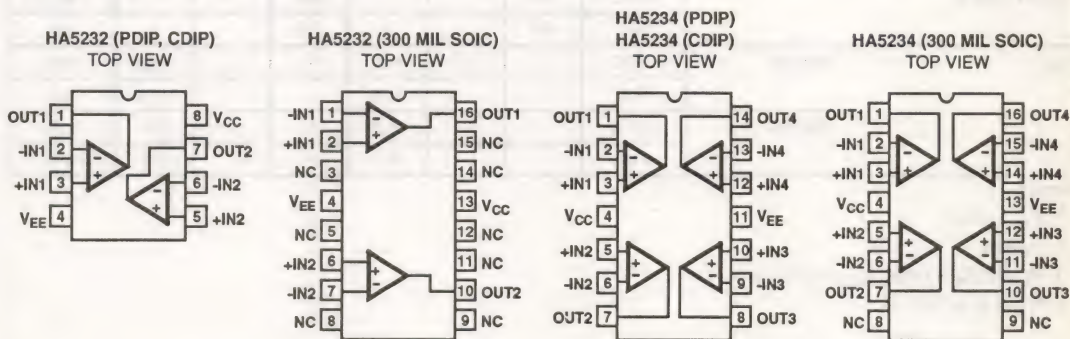 HA5232 (PDIP, CDIP)
TOP VIEW
OUT1 1
-IN1 2
+IN1 3
VEE 4
8 VCC
7 OUT2
6 -IN2
5 +IN2
- +
- +
HA5232 (300 MIL SOIC)
TOP VIEW
-IN1 1
+IN1 2
NC 3
VEE 4
NC 5
+IN2 6
-IN2 7
NC 8
16 OUT1
15 NC
14 NC
13 VCC
12 NC
11 NC
10 OUT2
9 NC
- +
+ -
HA5234 (PDIP)
HA5234 (CDIP)
TOP VIEW
OUT1 1
-IN1 2
+IN1 3
VCC 4
+IN2 5
-IN2 6
OUT2 7
14 OUT4
13 -IN4
12 +IN4
11 VEE
10 +IN3
9 -IN3
8 OUT3
- +
- +
+ -
+ -
HA5234 (300 MIL SOIC)
TOP VIEW
OUT1 1
-IN1 2
+IN1 3
VCC 4
+IN2 5
-IN2 6
OUT2 7
NC 8
16 OUT4
15 -IN4
14 +IN4
13 VEE
12 +IN3
11 -IN3
10 OUT3
9 NC
- +
- +
+ -
+ -